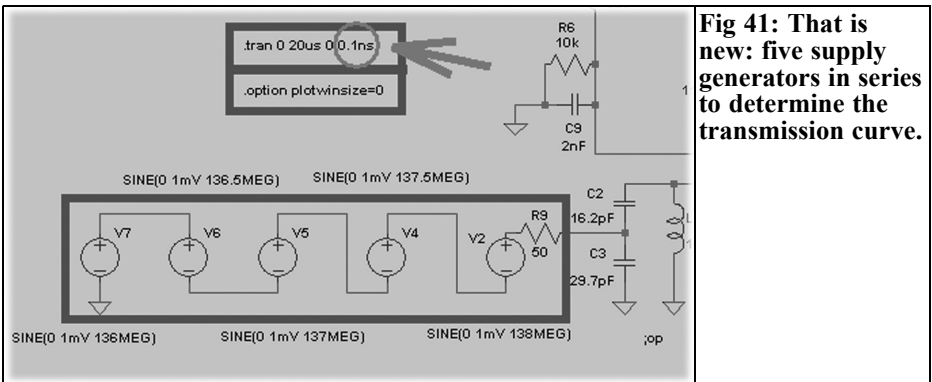 .tran 0 20us 0 0.1ns
.option plotwinsize=0
R6
10k
C9
2nF
1
SINE(0 1mV 136.5MEG)
SINE(0 1mV 137.5MEG)
V7
V6
V5
V4
V2
R9
50
C2
16.2pF
C3
29.7pF
L
1
SINE(0 1mV 136MEG)
SINE(0 1mV 137MEG)
SINE(0 1mV 138MEG)
;op
Fig 41: That is
new: five supply
generators in series
to determine the
transmission curve.